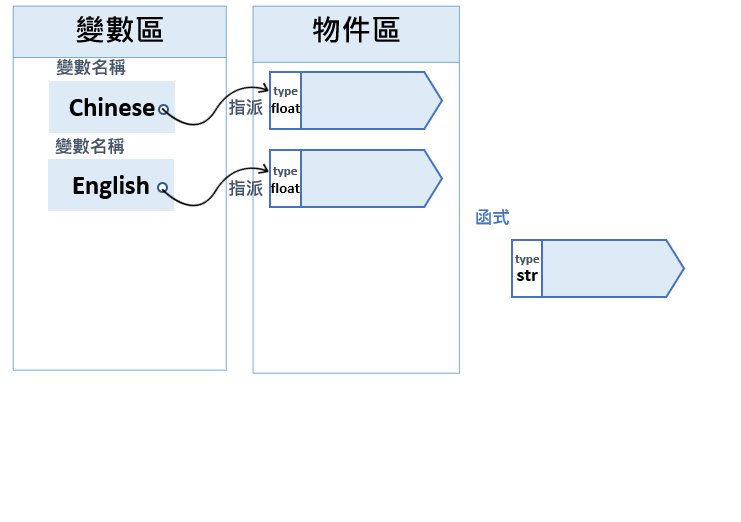 變數區
物件區
變數名稱
Chinese
指派
type
float
變數名稱
English
指派
type
float
函式
type
str